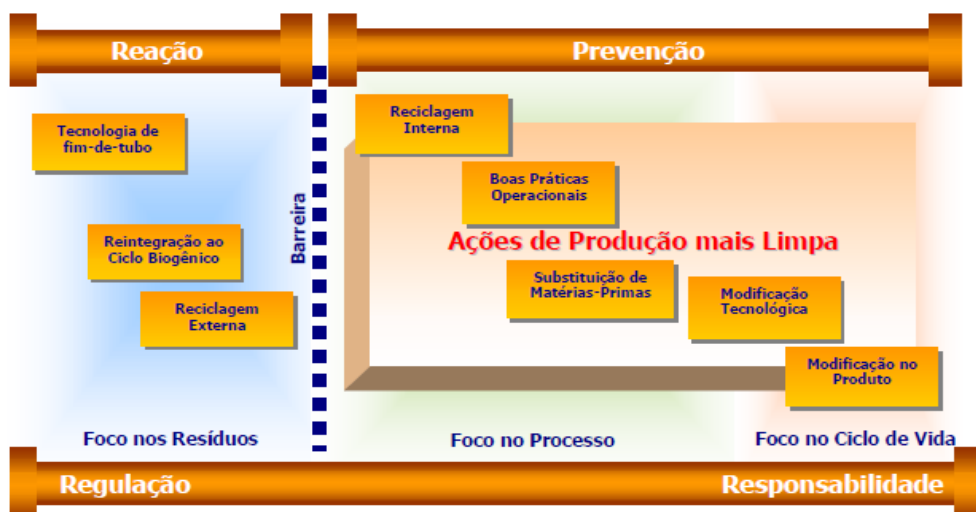 Reação
Prevenção
Tecnologia de
fim-de-tubo
Reintegração ao
Ciclo Biogênico
Reciclagem
Externa
Foco nos Resíduos
Barreira
Reciclagem
Interna
Boas Práticas
Operacionais
Ações de Produção mais Limpa
Substituição de
Matérias-Primas
Modificação
Tecnológica
Modificação no
Produto
Foco no Processo
Foco no Ciclo de Vida
Regulação
Responsabilidade